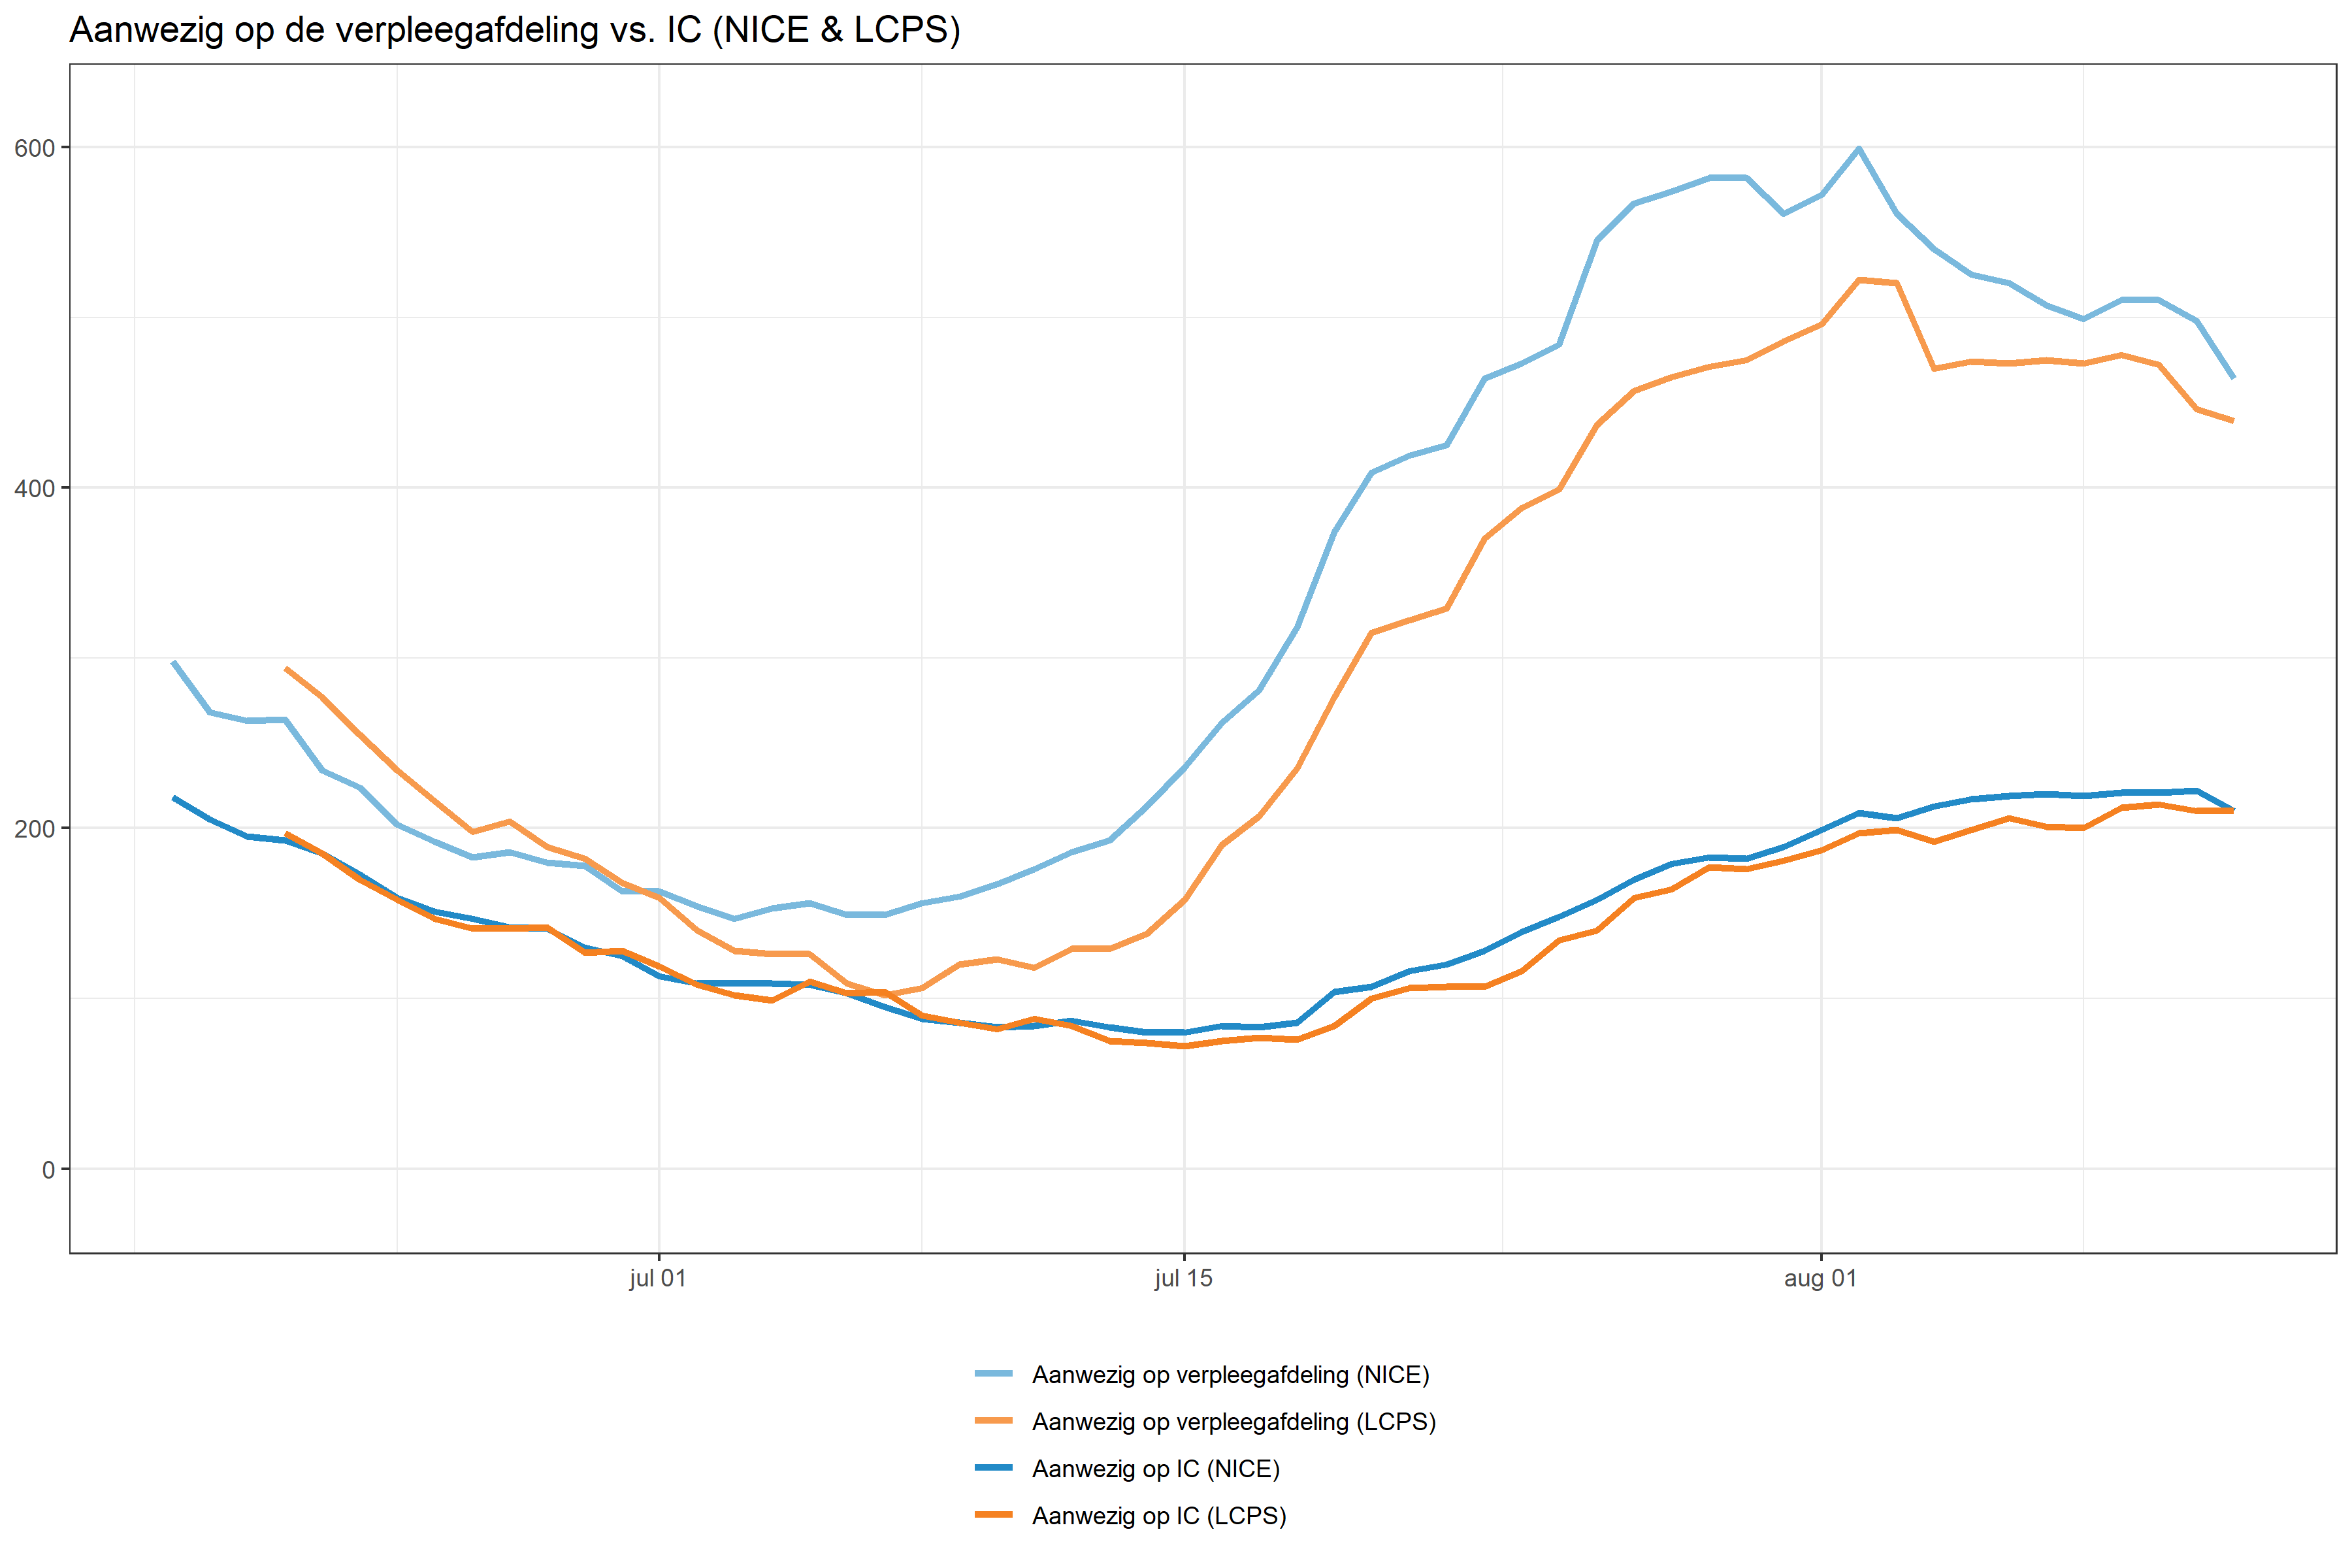 Aanwezig op de verpleegafdeling vs. IC (NICE & LCPS)
600
400
200
0
jul 01
jul 15
aug 01
Aanwezig op verpleegafdeling (NICE)
Aanwezig op verpleegafdeling (LCPS)
Aanwezig op IC (NICE)
Aanwezig op IC (LCPS)